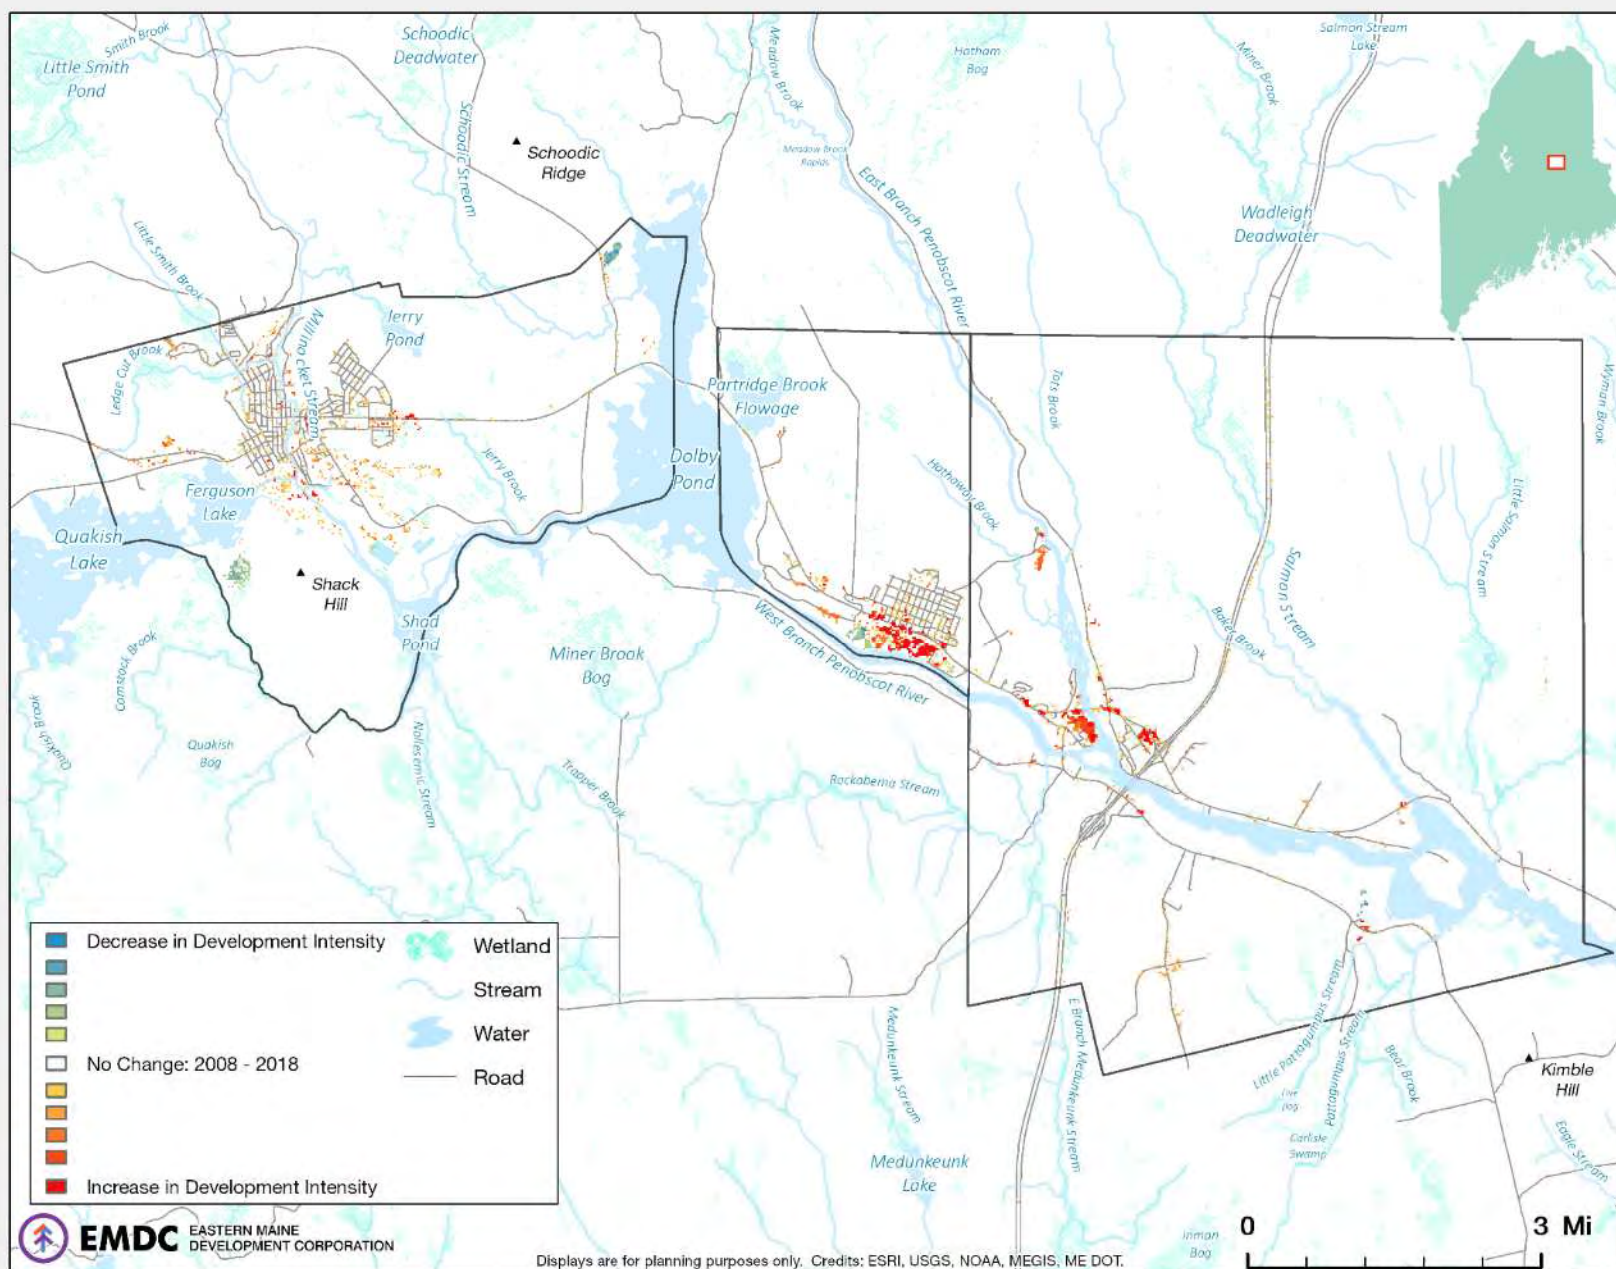 Smith Brook
Little Smith
Pond
Schoodic
Deadwater
Schoodic Stream
Schoodic
Ridge
Meadow Brook
Meadow Brook
Rapids
Hatham
Bog
Miner Brook
Salmon Stream
Lake
East Branch Penobscot River
Wadleigh
Deadwater
Little Smith Brook
Ledge Cut Brook
Millinocket Stream
Jerry
Pond
Partridge Brook
Flowage
Tots Brook
Wyman Brook
Dolby
Pond
Jerry Brook
Hathaway Brook
Little Salmon Stream
Ferguson
Lake
Quakish
Lake
Shack
Hill
Shad
Pond
Salmon Stream
Baker Brook
West Branch Penobscot River
Miner Brook
Bog
Comstock Brook
Quakish Brook
Quakish
Bog
Nollesemic Stream
Trapper Brook
Rockabema Stream
Decrease in Development Intensity
No Change: 2008 - 2018
Increase in Development Intensity
Wetland
Stream
Water
Road
Medunkeunk Stream
E Branch Medunkeunk Stream
Little Pattagumpus Stream
Pattagumpus Stream
Bear Brook
Kimble
Hill
Carlisle
Swamp
Eagle Stream
Medunkeunk
Lake
Inman
Bog
EMDC
EASTERN MAINE
DEVELOPMENT CORPORATION
Displays are for planning purposes only. Credits: ESRI, USGS, NOAA, MEGIS, ME DOT.
0 3 Mi